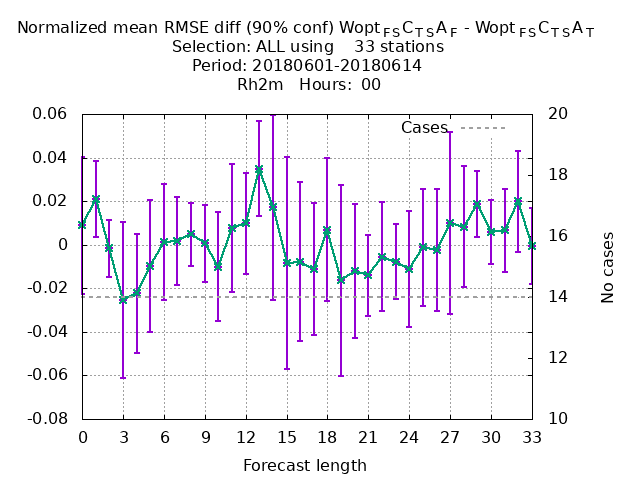 Normalized mean RMSE diff (90% conf) Wopt FS C T S A F - Wopt FS C T S A T
Selection: ALL using 33 stations
Period: 20180601-20180614
Rh2m Hours: 00
Cases
0.06
0.04
0.02
0
-0.02
-0.04
-0.06
-0.08
20
18
16
14
12
10
No cases
0 3 6 9 12 15 18 21 24 27 30 33
Forecast length